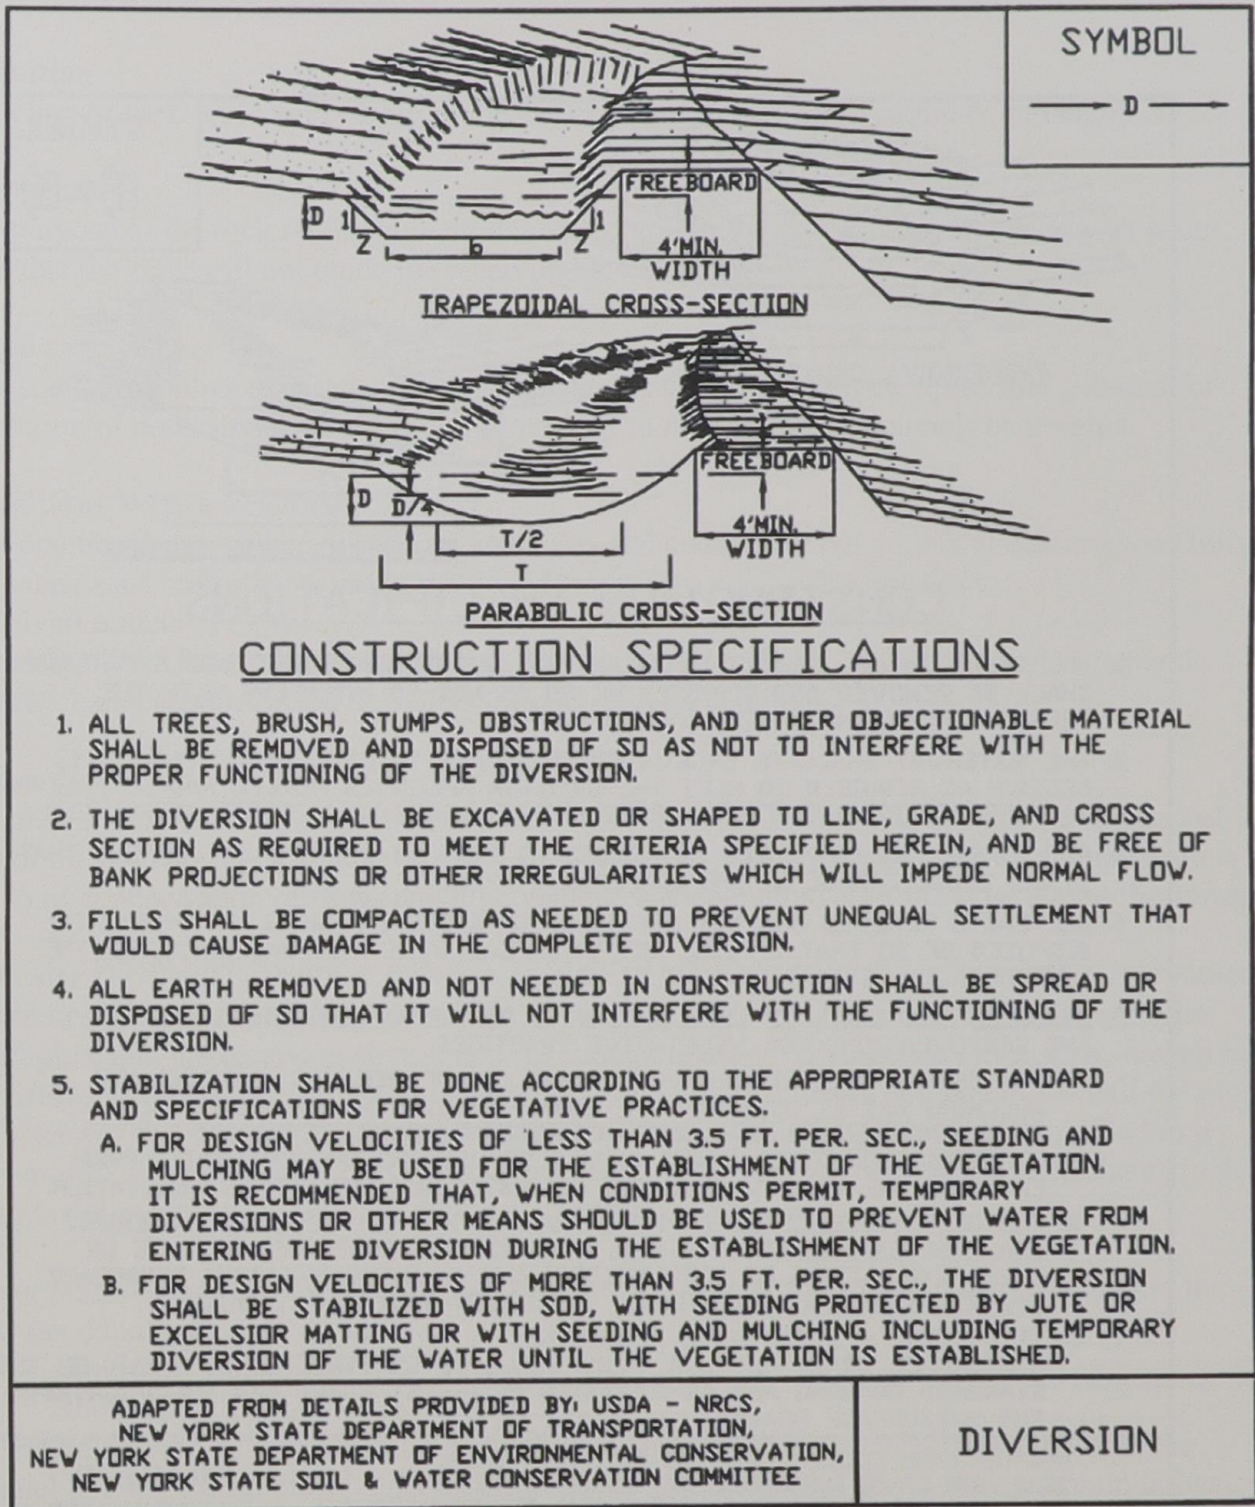 SYMBOL
D
FREEBOARD
D
1
Z
b
Z
1
4'MIN.
WIDTH
TRAPEZOIDAL CROSS-SECTION
FREEBOARD
D
D/4
T/2
T
4'MIN.
WIDTH
PARABOLIC CROSS-SECTION
CONSTRUCTION SPECIFICATIONS
1. ALL TREES, BRUSH, STUMPS, OBSTRUCTIONS, AND OTHER OBJECTIONABLE MATERIAL
SHALL BE REMOVED AND DISPOSED OF SO AS NOT TO INTERFERE WITH THE
PROPER FUNCTIONING OF THE DIVERSION.
2. THE DIVERSION SHALL BE EXCAVATED OR SHAPED TO LINE, GRADE, AND CROSS
SECTION AS REQUIRED TO MEET THE CRITERIA SPECIFIED HEREIN, AND BE FREE OF
BANK PROJECTIONS OR OTHER IRREGULARITIES WHICH WILL IMPEDE NORMAL FLOW.
3. FILLS SHALL BE COMPACTED AS NEEDED TO PREVENT UNEQUAL SETTLEMENT THAT
WOULD CAUSE DAMAGE IN THE COMPLETE DIVERSION.
4. ALL EARTH REMOVED AND NOT NEEDED IN CONSTRUCTION SHALL BE SPREAD OR
DISPOSED OF SO THAT IT WILL NOT INTERFERE WITH THE FUNCTIONING OF THE
DIVERSION.
5. STABILIZATION SHALL BE DONE ACCORDING TO THE APPROPRIATE STANDARD
AND SPECIFICATIONS FOR VEGETATIVE PRACTICES.
A. FOR DESIGN VELOCITIES OF LESS THAN 3.5 FT. PER. SEC., SEEDING AND
MULCHING MAY BE USED FOR THE ESTABLISHMENT OF THE VEGETATION.
IT IS RECOMMENDED THAT, WHEN CONDITIONS PERMIT, TEMPORARY
DIVERSIONS OR OTHER MEANS SHOULD BE USED TO PREVENT WATER FROM
ENTERING THE DIVERSION DURING THE ESTABLISHMENT OF THE VEGETATION.
B. FOR DESIGN VELOCITIES OF MORE THAN 3.5 FT. PER. SEC., THE DIVERSION
SHALL BE STABILIZED WITH SOD, WITH SEEDING PROTECTED BY JUTE OR
EXCELSIOR MATTING OR WITH SEEDING AND MULCHING INCLUDING TEMPORARY
DIVERSION OF THE WATER UNTIL THE VEGETATION IS ESTABLISHED.
ADAPTED FROM DETAILS PROVIDED BY: USDA - NRCS,
NEW YORK STATE DEPARTMENT OF TRANSPORTATION,
NEW YORK STATE DEPARTMENT OF ENVIRONMENTAL CONSERVATION,
NEW YORK STATE SOIL & WATER CONSERVATION COMMITTEE
DIVERSION